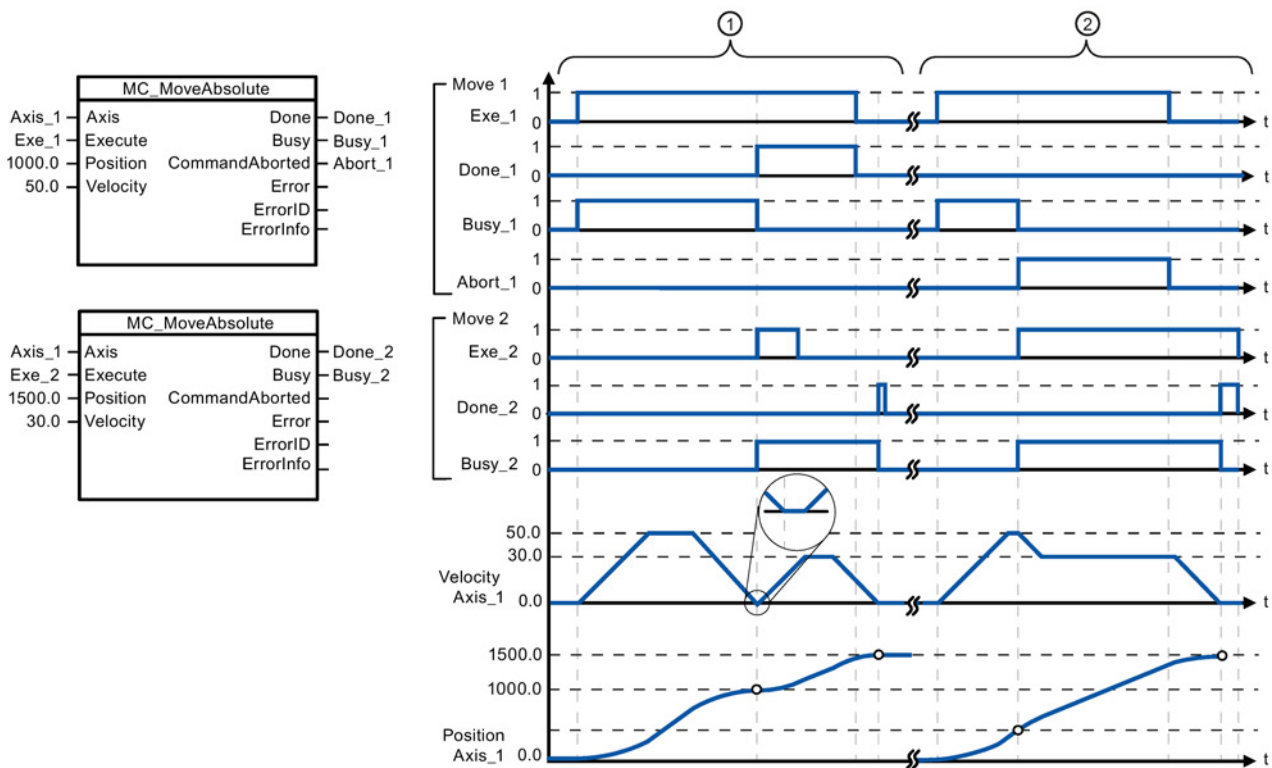 ① ②
MC_MoveAbsolute
Axis_1 Axis Done Done_1
Exe_1 Execute Busy Busy_1
1000.0 Position CommandAborted Abort_1
50.0 Velocity Error
ErrorID
ErrorInfo
MC_MoveAbsolute
Axis_1 Axis Done Done_2
Exe_2 Execute Busy Busy_2
1500.0 Position CommandAborted
30.0 Velocity Error
ErrorID
ErrorInfo
Move 1
Exe_1 1 0 t
Done_1 1 0 t
Busy_1 1 0 t
Abort_1 1 0 t
Move 2
Exe_2 1 0 t
Done_2 1 0 t
Busy_2 1 0 t
50.0
30.0
Velocity
Axis_1 0.0 t
1500.0
1000.0
Position
Axis_1 0.0 t